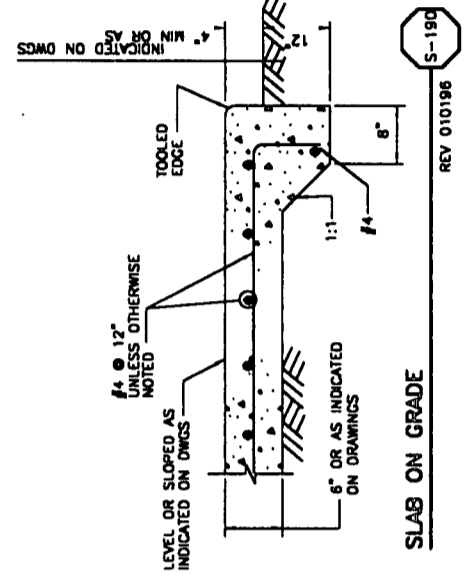 4" MIN OR AS
INDICATED ON DWGS
12"
TOOLED
EDGE
#4 @ 12"
UNLESS OTHERWISE
NOTED
LEVEL OR SLOPED AS
INDICATED ON DWGS
8"
1:1
#4
6" OR AS INDICATED
ON DRAWINGS
SLAB ON GRADE
S-190
REV 010196